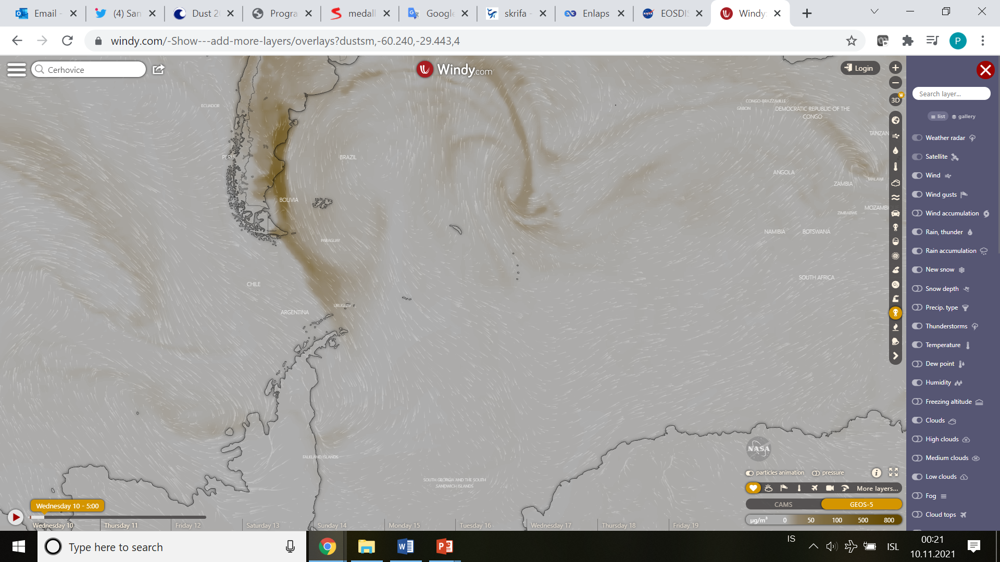 Email -
(4) San
Dust 20
Progra
medall
Google
skrifa -
Enlaps
EOSDIS
Windy:
windy.com/-Show---add-more-layers/overlays?dustsm,-60.240,-29.443,4
P
Cerhovice
Windy.com
Login
3D
Search layer...
list
gallery
Weather radar
Satellite
Wind
Wind gusts
Wind accumulation
Rain, thunder
Rain accumulation
New snow
Snow depth
Precip. type
Thunderstorms
Temperature
Dew point
Humidity
Freezing altitude
Clouds
High clouds
Medium clouds
Low clouds
Fog
Cloud tops
ECUADOR
PERU
BRAZIL
BOLIVIA
PARAGUAY
CHILE
URUGUAY
ARGENTINA
FALKLAND ISLANDS
SOUTH GEORGIA AND THE SOUTH
SANDWICH ISLANDS
CONGO-BRAZZAVILLE
GABON
DEMOCRATIC REPUBLIC OF THE
CONGO
TANZAN
ANGOLA
MALAWI
ZAMBIA
MOZAMBI
ZIMBABWE
NAMIBIA
BOTSWANA
SOUTH AFRICA
NASA
particles animation
pressure
More layers...
CAMS
GEOS-5
µg/m³ 0 50 100 500 800
Wednesday 10 - 5:00
Wednesday 10
Thursday 11
Friday 12
Saturday 13
Sunday 14
Monday 15
Tuesday 16
Wednesday 17
Thursday 18
Friday 19
Type here to search
IS
ISL
00:21
10.11.2021